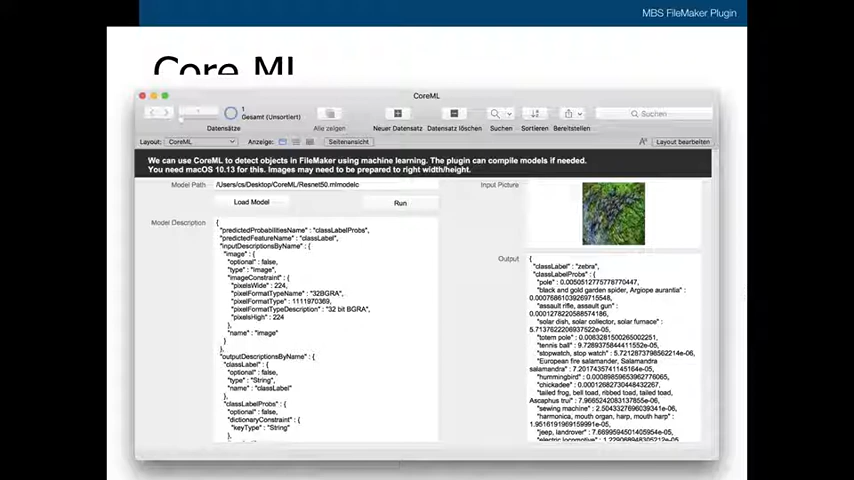 MBS FileMaker Plugin
Core ML
CoreML
1
Gesamt (Unsortiert)
Suchen
Datensätze
Alle zeigen
Neuer Datensatz
Datensatz löschen
Suchen
Sortieren
Bereitstellen
Layout:
CoreML
Anzeige:
Seitenansicht
Layout bearbeiten
We can use CoreML to detect objects in FileMaker using machine learning. The plugin can compile models if needed.
You need macOS 10.13 for this. Images may need to be prepared to right width/height.
Model Path
/Users/cs/Desktop/CoreML/Resnet50.mlmodelc
Load Model
Run
Model Description
{
"predictedProbabilitiesName" : "classLabelProbs",
"predictedFeatureName" : "classLabel",
"inputDescriptionsByName" : {
"image" : {
"optional" : false,
"type" : "image",
"imageConstraint" : {
"pixelsWide" : 224,
"pixelFormatTypeName" : "32BGRA",
"pixelFormatType" : 1111970369,
"pixelFormatTypeDescription" : "32 bit BGRA",
"pixelsHigh" : 224
},
"name" : "image"
}
},
"outputDescriptionsByName" : {
"classLabel" : {
"optional" : false,
"type" : "String",
"name" : "classLabel"
},
"classLabelProbs" : {
"optional" : false,
"dictionaryConstraint" : {
"keyType" : "String"
},
Input Picture
Output
{
"classLabel" : "zebra",
"classLabelProbs" : {
"pole" : 0.0050512775778770447,
"black and gold garden spider, Argiope aurantia" :
0.00076861039269715548,
"assault rifle, assault gun" :
0.0001278220588574186,
"solar dish, solar collector, solar furnace" :
5.7137622206937522e-05,
"totem pole" : 0.0063281500265002251,
"tennis ball" : 9.7289375844411552e-05,
"stopwatch, stop watch" : 5.7212873798562214e-06,
"European fire salamander, Salamandra
salamandra" : 7.2017435741145164e-05,
"hummingbird" : 0.00089859653962776065,
"chickadee" : 0.00012682730448432267,
"tailed frog, bell toad, ribbed toad, tailed toad,
Ascaphus trui" : 7.9665242083137855e-06,
"sewing machine" : 2.5043327696039341e-06,
"harmonica, mouth organ, harp, mouth harp" :
1.9516191969159991e-05,
"jeep, landrover" : 7.6699594501405954e-06,
"electric locomotive" : 1.229068948305212e-05